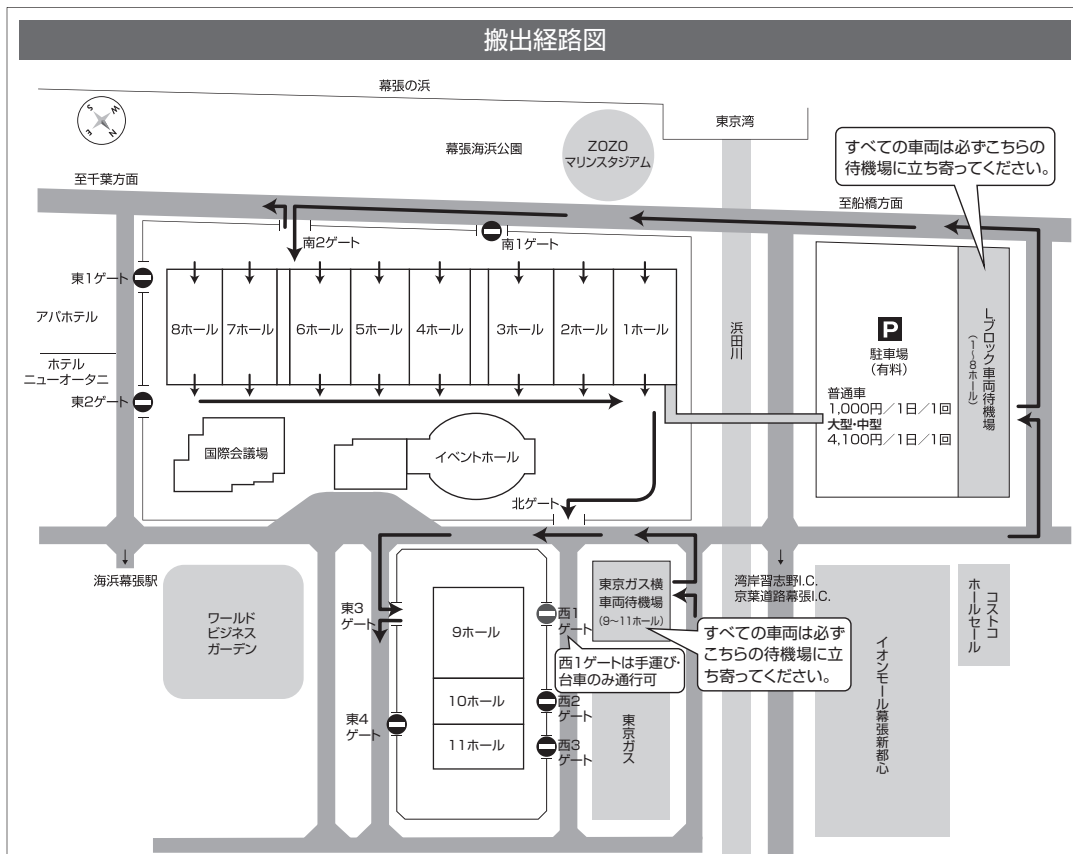 搬出経路図
幕張の浜
S
W
E
N
東京湾
幕張海浜公園
ZOZO
マリンスタジアム
すべての車両は必ずこちらの
待機場に立ち寄ってください。
至千葉方面
至船橋方面
南2ゲート
南1ゲート
東1ゲート
アパホテル
ホテル
ニューオータニ
東2ゲート
8ホール
7ホール
6ホール
5ホール
4ホール
3ホール
2ホール
1ホール
浜田川
P
駐車場
(有料)
普通車
1,000円/1日/1回
大型・中型
4,100円/1日/1回
Lブロック車両待機場
(1〜8ホール)
国際会議場
イベントホール
北ゲート
海浜幕張駅
湾岸習志野I.C.
京葉道路幕張I.C.
ワールド
ビジネス
ガーデン
東3
ゲート
9ホール
西1
ゲート
東京ガス横
車両待機場
(9〜11ホール)
すべての車両は必ず
こちらの待機場に立
ち寄ってください。
西1ゲートは手運び・
台車のみ通行可
10ホール
西2
ゲート
東4
ゲート
11ホール
西3
ゲート
東京ガス
イオンモール幕張新都心
コストコ
ホールセール